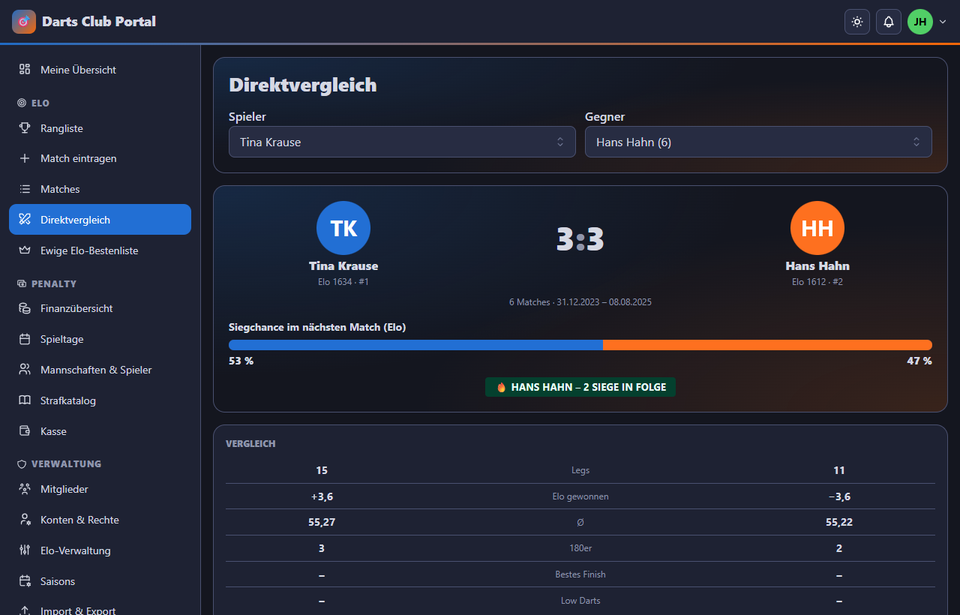 Darts Club Portal
JH
Meine Übersicht
ELO
Rangliste
Match eintragen
Matches
Direktvergleich
Ewige Elo-Bestenliste
PENALTY
Finanzübersicht
Spieltage
Mannschaften & Spieler
Strafkatalog
Kasse
VERWALTUNG
Mitglieder
Konten & Rechte
Elo-Verwaltung
Saisons
Import & Export
Direktvergleich
Spieler Gegner
Tina Krause Hans Hahn (6)
TK 3:3 HH
Tina Krause Hans Hahn
Elo 1634 · #1 Elo 1612 · #2
6 Matches · 31.12.2023 – 08.08.2025
Siegchance im nächsten Match (Elo)
53 % 47 %
HANS HAHN – 2 SIEGE IN FOLGE
VERGLEICH
15 Legs 11
+3,6 Elo gewonnen −3,6
55,27 Ø 55,22
3 180er 2
– Bestes Finish –
– Low Darts –